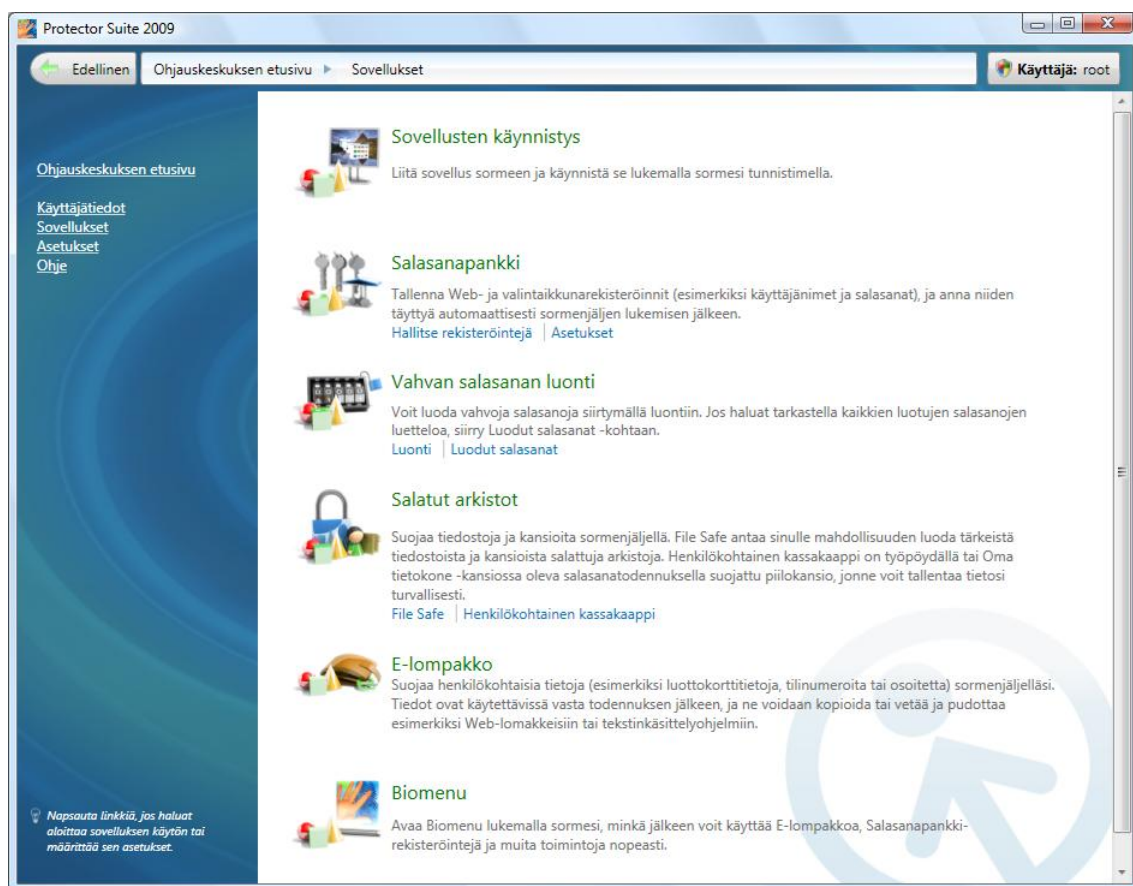 Protector Suite 2009
Edellinen
Ohjauskeskuksen etusivu
Sovellukset
Käyttäjä: root
Ohjauskeskuksen etusivu
Käyttäjätiedot
Sovellukset
Asetukset
Ohje
Napsauta linkkiä, jos haluat
aloittaa sovelluksen käytön tai
määrittää sen asetukset.
Sovellusten käynnistys
Liitä sovellus sormeen ja käynnistä se lukemalla sormesi tunnistimella.
Salasanapankki
Tallenna Web- ja valintaikkunarekisteröinnit (esimerkiksi käyttäjänimet ja salasanat), ja anna niiden
täyttyä automaattisesti sormenjäljen lukemisen jälkeen.
Hallitse rekisteröintejä | Asetukset
Vahvan salasanan luonti
Voit luoda vahvoja salasanoja siirtymällä luontiin. Jos haluat tarkastella kaikkien luotujen salasanojen
luetteloa, siirry Luodut salasanat -kohtaan.
Luonti | Luodut salasanat
Salatut arkistot
Suojaa tiedostoja ja kansioita sormenjäljellä. File Safe antaa sinulle mahdollisuuden luoda tärkeistä
tiedostoista ja kansioista salattuja arkistoja. Henkilökohtainen kassakaappi on työpöydällä tai Oma
tietokone -kansiossa oleva salasanatodennuksella suojattu piilokansio, jonne voit tallentaa tietosi
turvallisesti.
File Safe | Henkilökohtainen kassakaappi
E-lompakko
Suojaa henkilökohtaisia tietoja (esimerkiksi luottokorttitietoja, tilinumeroita tai osoitetta) sormenjäljelläsi.
Tiedot ovat käytettävissä vasta todennuksen jälkeen, ja ne voidaan kopioida tai vetää ja pudottaa
esimerkiksi Web-lomakkeisiin tai tekstinkäsittelyohjelmiin.
Biomenu
Avaa Biomenu lukemalla sormesi, minkä jälkeen voit käyttää E-lompakkoa, Salasanapankki-
rekisteröintejä ja muita toimintoja nopeasti.